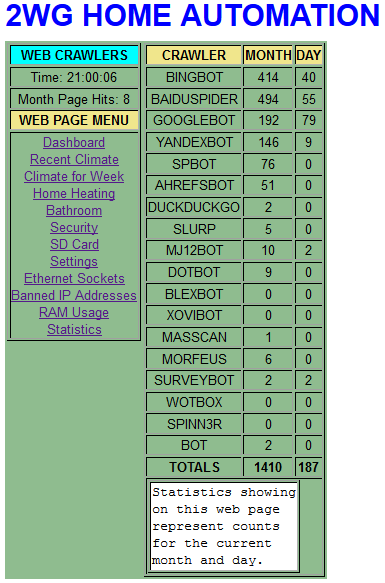 2WG HOME AUTOMATION
WEB CRAWLERS
Time: 21:00:06
Month Page Hits: 8
WEB PAGE MENU
Dashboard
Recent Climate
Climate for Week
Home Heating
Bathroom
Security
SD Card
Settings
Ethernet Sockets
Banned IP Addresses
RAM Usage
Statistics
CRAWLER MONTH DAY
BINGBOT 414 40
BAIDUSPIDER 494 55
GOOGLEBOT 192 79
YANDEXBOT 146 9
SPBOT 76 0
AHREFSBOT 51 0
DUCKDUCKGO 2 0
SLURP 5 0
MJ12BOT 10 2
DOTBOT 9 0
BLEXBOT 0 0
XOVIBOT 0 0
MASSCAN 1 0
MORFEUS 6 0
SURVEYBOT 2 2
WOTBOX 0 0
SPINN3R 0 0
BOT 2 0
TOTALS 1410 187
Statistics showing
on this web page
represent counts
for the current
month and day.